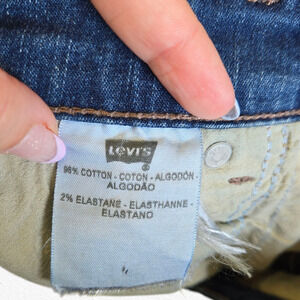 Levi's
98% COTTON - COTON - ALGODÓN -
ALGODÃO
2% ELASTANE - ELASTHANNE -
ELASTANO